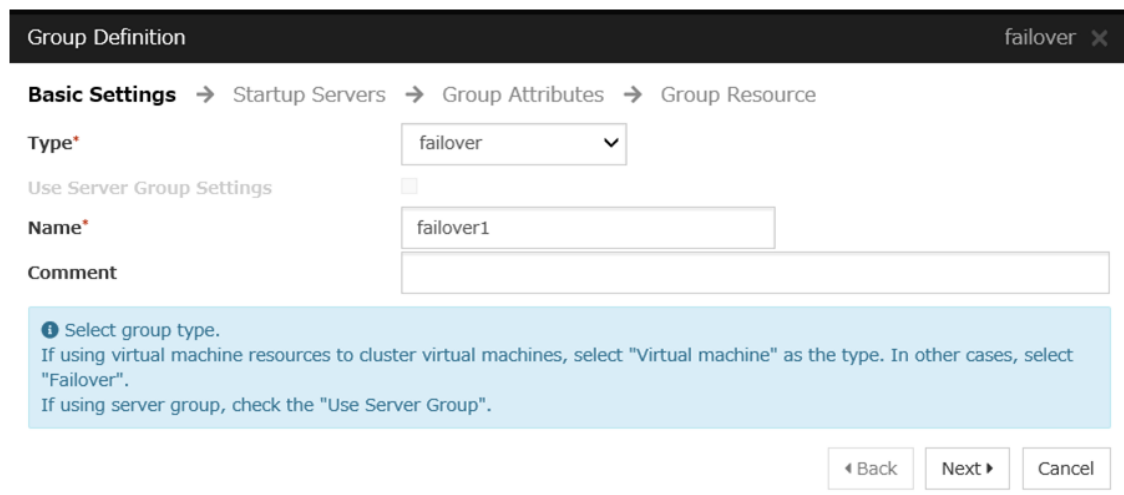 Group Definition failover ×
Basic Settings → Startup Servers → Group Attributes → Group Resource
Type* failover
Use Server Group Settings
Name* failover1
Comment
Select group type.
If using virtual machine resources to cluster virtual machines, select "Virtual machine" as the type. In other cases, select
"Failover".
If using server group, check the "Use Server Group".
Back Next Cancel